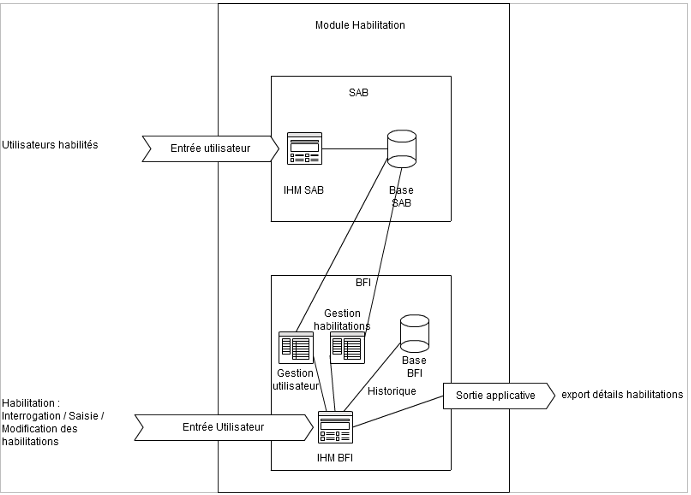 Module Habilitation
SAB
Utilisateurs habilités
Entrée utilisateur
IHM SAB
Base
SAB
BFI
Gestion
habilitations
Gestion
utilisateur
Base
BFI
Historique
Habilitation :
Interrogation / Saisie /
Modification des
habilitations
Entrée Utilisateur
IHM BFI
Sortie applicative
export détails habilitations